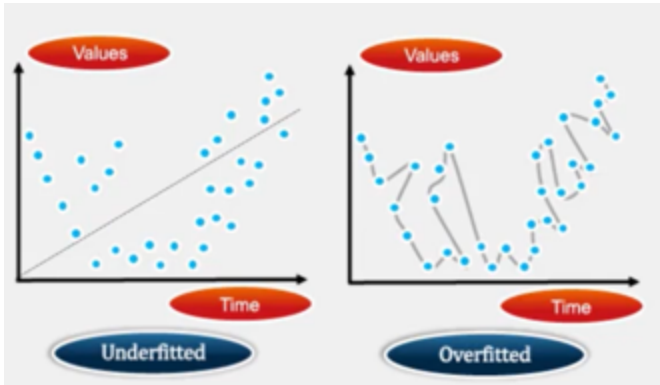 Values
Time
Underfitted
Values
Time
Overfitted